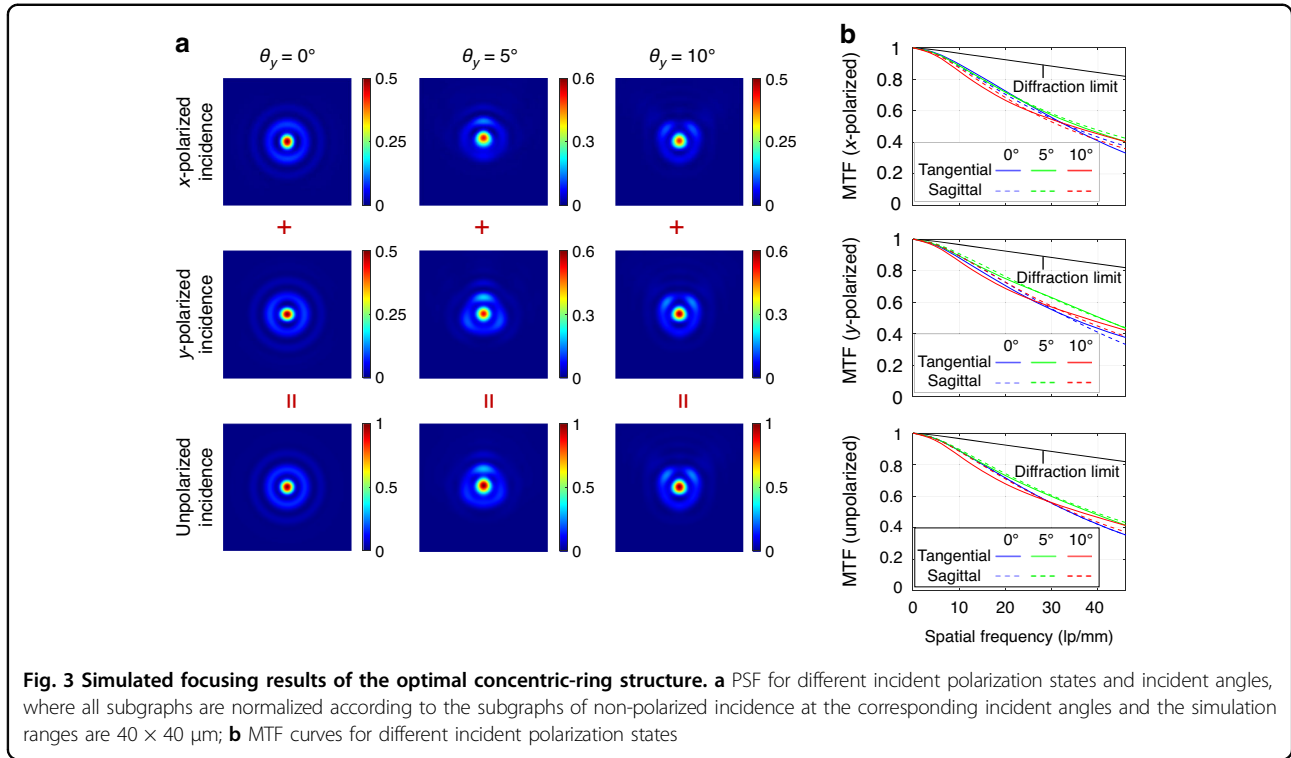 a
θy = 0° θy = 5° θy = 10°
x-polarized
incidence
0.5 0.6 0.5
0.25 0.3 0.25
0 0 0
+ + +
y-polarized
incidence
0.5 0.6 0.6
0.25 0.3 0.3
0 0 0
= = =
Unpolarized
incidence
1 1 1
0.5 0.5 0.5
0 0 0
b
MTF (x-polarized)
1
0.8
0.6
0.4
0.2
0
Diffraction limit
0° 5° 10°
Tangential
Sagittal
MTF (y-polarized)
1
0.8
0.6
0.4
0.2
0
Diffraction limit
0° 5° 10°
Tangential
Sagittal
MTF (unpolarized)
1
0.8
0.6
0.4
0.2
0
Diffraction limit
0° 5° 10°
Tangential
Sagittal
0 10 20 30 40
Spatial frequency (lp/mm)
Fig. 3 Simulated focusing results of the optimal concentric-ring structure. a PSF for different incident polarization states and incident angles,
where all subgraphs are normalized according to the subgraphs of non-polarized incidence at the corresponding incident angles and the simulation
ranges are 40 × 40 μm; b MTF curves for different incident polarization states